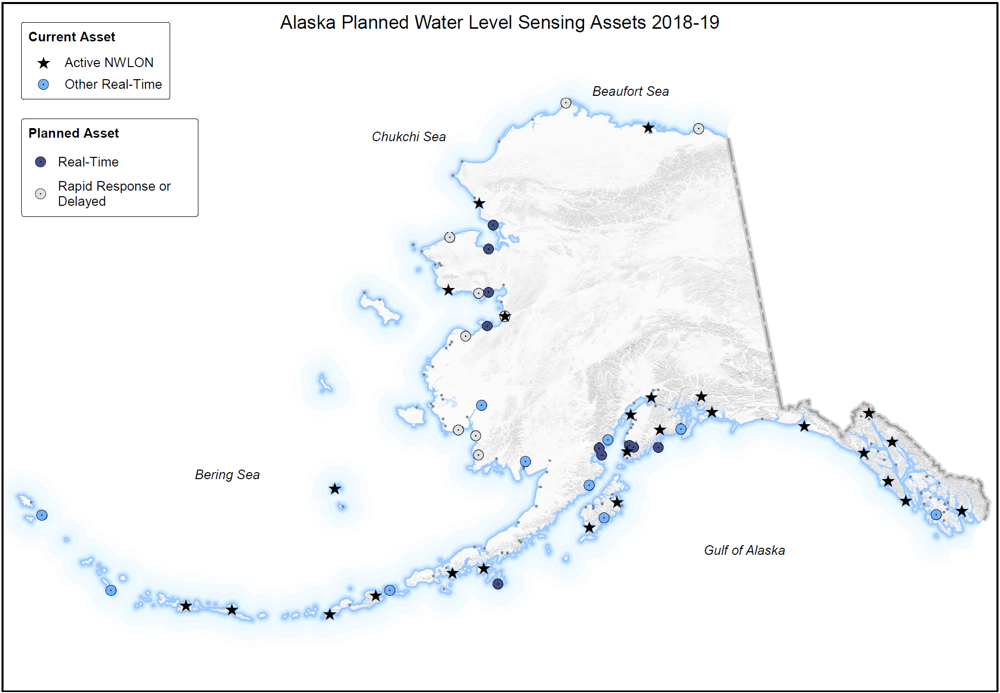 Alaska Planned Water Level Sensing Assets 2018-19
Current Asset
Active NWLON
Other Real-Time
Planned Asset
Real-Time
Rapid Response or
Delayed
Beaufort Sea
Chukchi Sea
Bering Sea
Gulf of Alaska